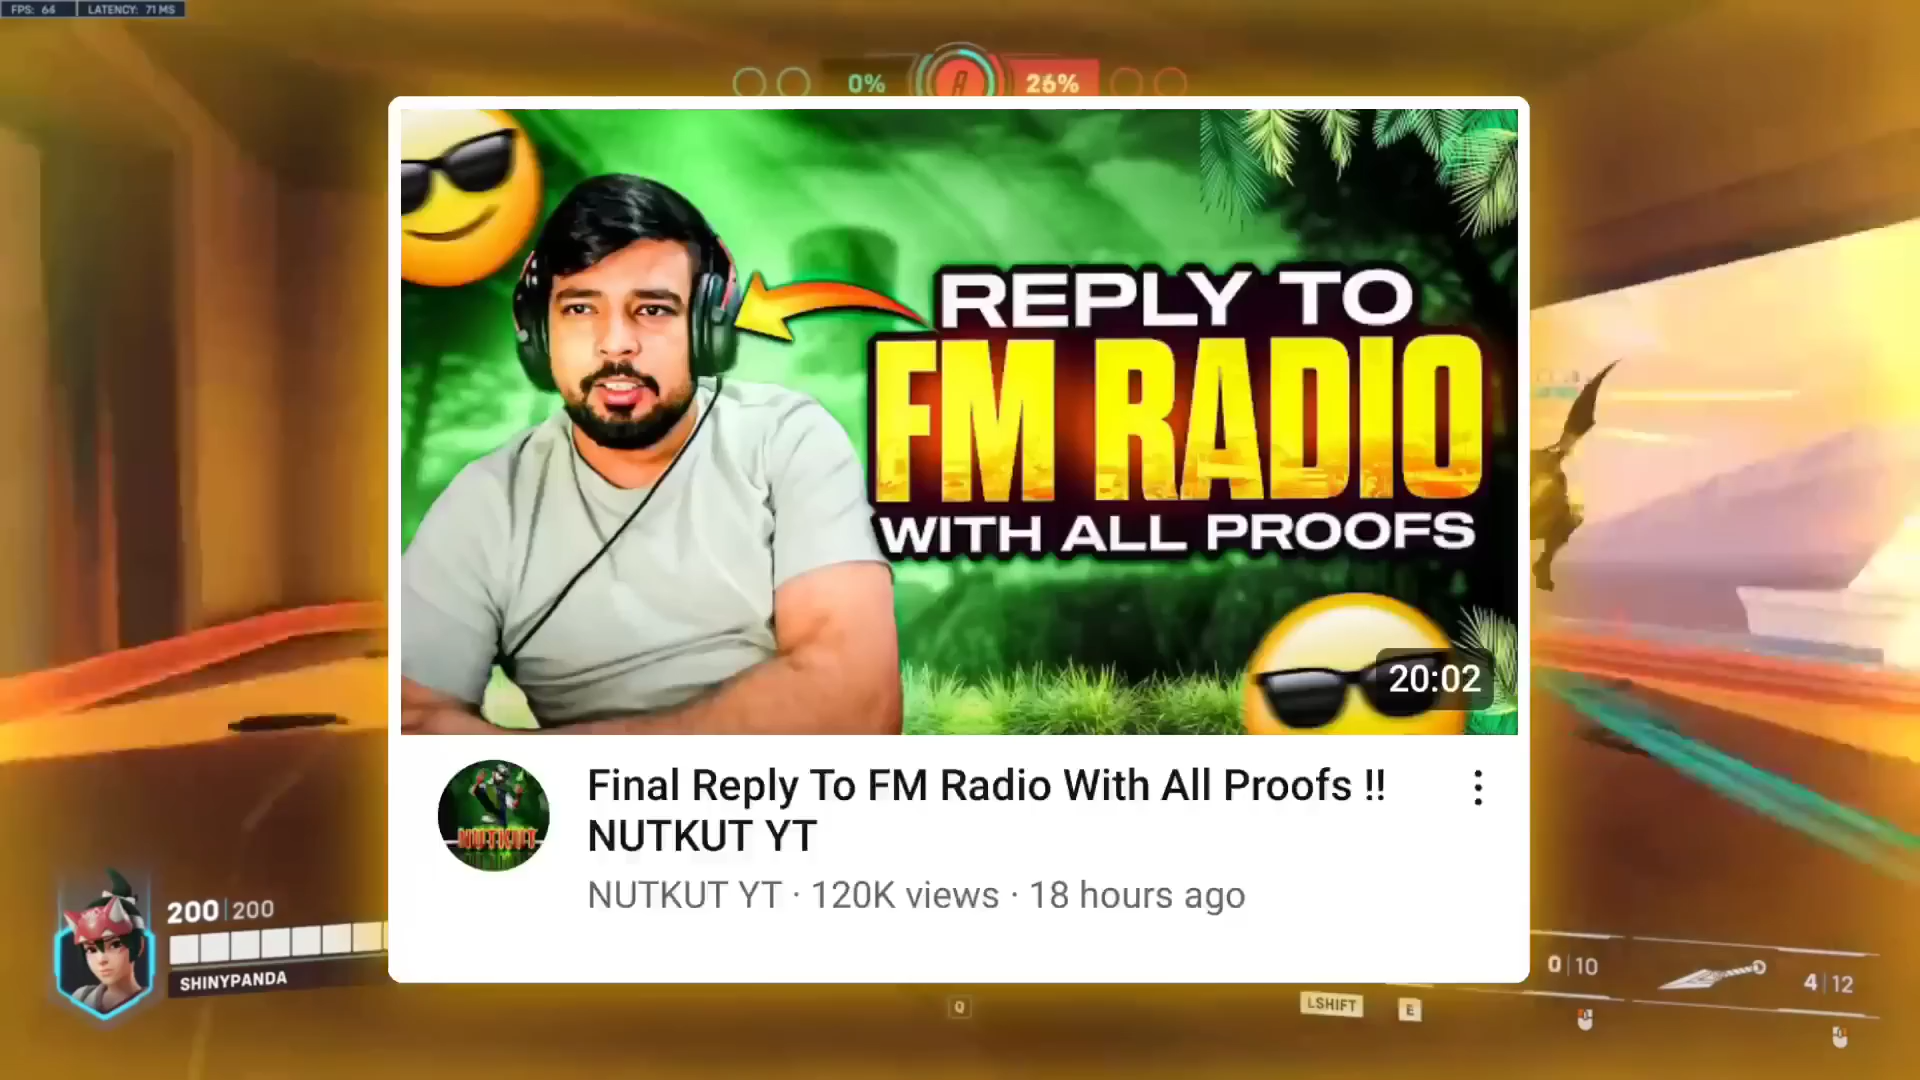 FPS: 64 LATENCY: 71 MS
0% A 26%
REPLY TO
FM RADIO
WITH ALL PROOFS
20:02
Final Reply To FM Radio With All Proofs !!
NUTKUT YT
NUTKUT
NUTKUT YT · 120K views · 18 hours ago
200 | 200
SHINYPANDA
0 | 10
4 | 12
Q
LSHIFT
E